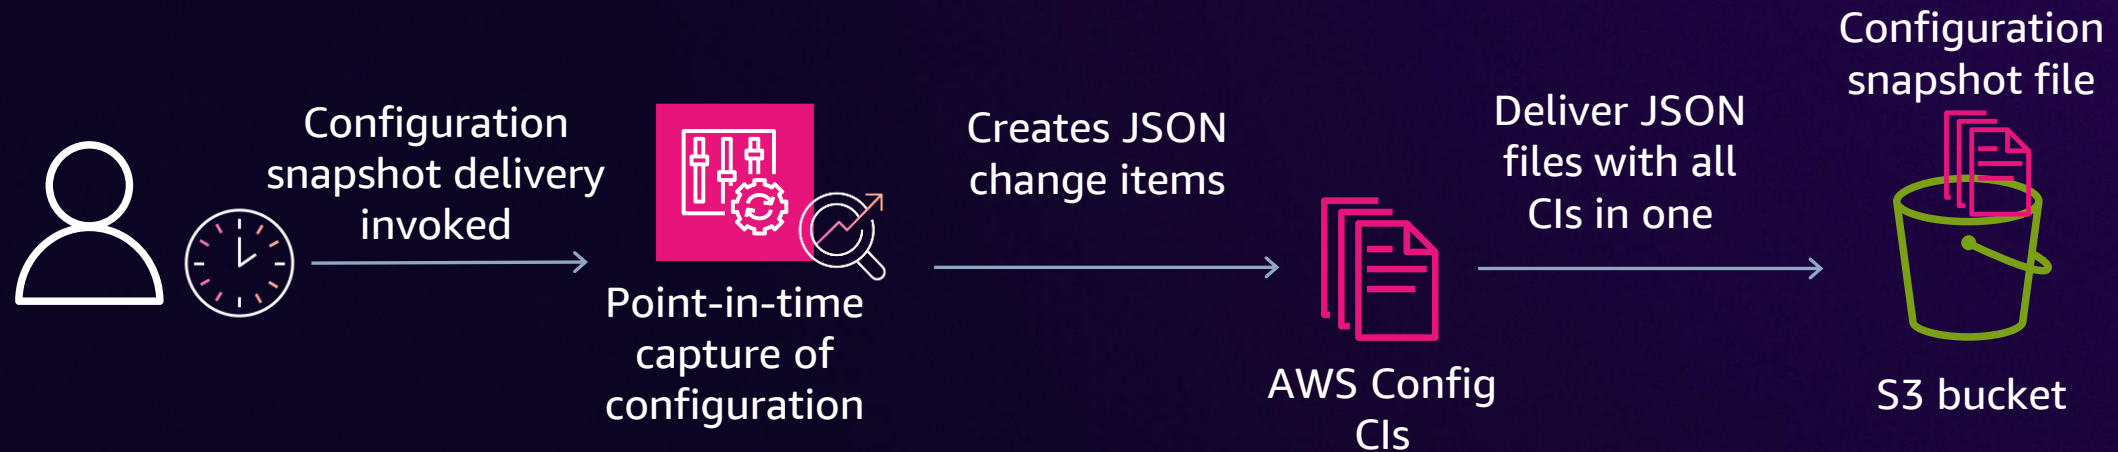 Configuration
snapshot delivery
invoked
Point-in-time
capture of
configuration
Creates JSON
change items
AWS Config
CIs
Deliver JSON
files with all
CIs in one
Configuration
snapshot file
S3 bucket